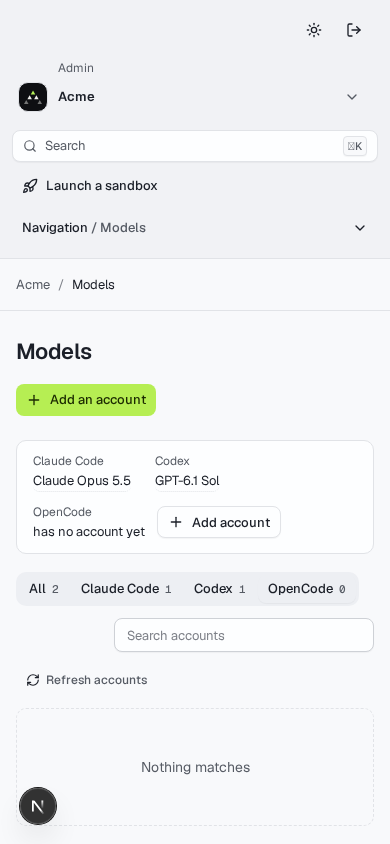 Admin
Acme
Search
K
Launch a sandbox
Navigation / Models
Acme / Models
Models
Add an account
Claude Code
Claude Opus 5.5
Codex
GPT-6.1 Sol
OpenCode
has no account yet
Add account
All 2 Claude Code 1 Codex 1 OpenCode 0
Search accounts
Refresh accounts
Nothing matches
N